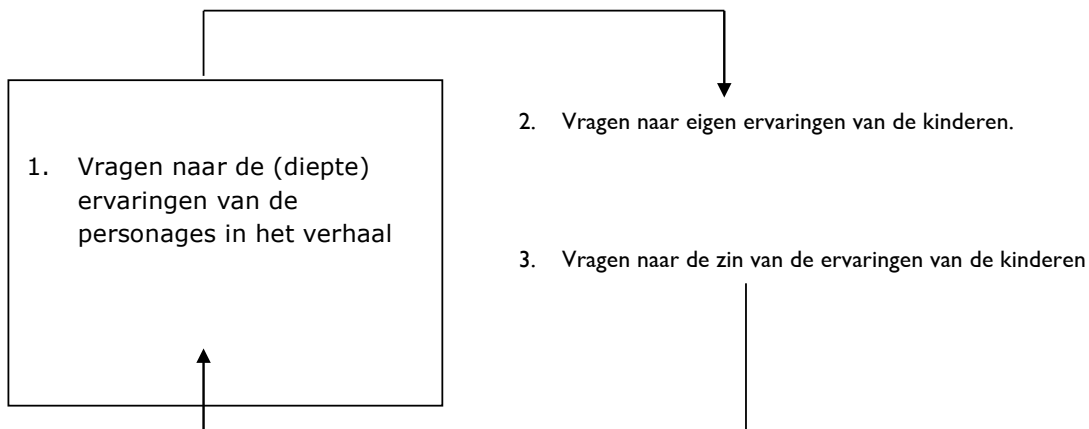 1. Vragen naar de (diepte)
ervaringen van de
personages in het verhaal
2. Vragen naar eigen ervaringen van de kinderen.
3. Vragen naar de zin van de ervaringen van de kinderen